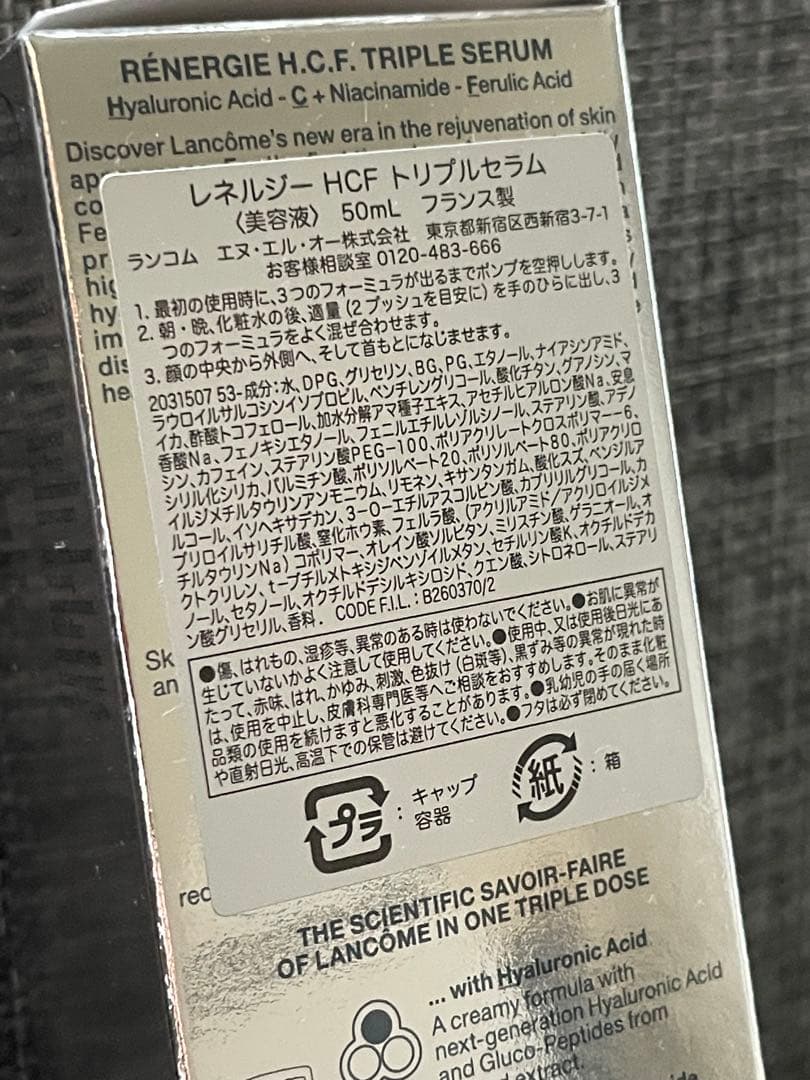 RÉNERGIE H.C.F. TRIPLE SERUM
Hyaluronic Acid - C + Niacinamide - Ferulic Acid
Discover Lancôme's new era in the rejuvenation of skin
レネルジー HCF トリプルセラム
〈美容液〉 50mL フランス製
ランコム エヌ・エル・オー株式会社 東京都新宿区西新宿3-7-1
お客様相談室 0120-483-666
1. 最初の使用時に、3つのフォーミュラが出るまでポンプを空押しします。
2. 朝・晩、化粧水の後、適量(2プッシュを目安に)を手のひらに出し、3
つのフォーミュラをよく混ぜ合わせます。
3. 顔の中央から外側へ、そして首もとになじませます。
2031507 53-成分:水、DPG、グリセリン、BG、PG、エタノール、ナイアシンアミド、
ラウロイルサルコシンイソプロピル、ペンチレングリコール、酸化チタン、グアノシン、マ
イカ、酢酸トコフェロール、加水分解アマ種子エキス、アセチルヒアルロン酸Na、安息
香酸Na、フェノキシエタノール、フェニルエチルレゾルシノール、ステアリン酸、アデノ
シン、カフェイン、ステアリン酸PEG-100、ポリアクリレートクロスポリマー6、
シリル化シリカ、パルミチン酸、ポリソルベート20、ポリソルベート80、ポリアクリロ
イルジメチルタウリンアンモニウム、リモネン、キサンタンガム、酸化スズ、ベンジルア
ルコール、イソヘキサデカン、3-O-エチルアスコルビン酸、カプリリルグリコール、カ
プリロイルサリチル酸、窒化ホウ素、フェルラ酸、(アクリルアミド/アクリロイルジメ
チルタウリンNa)コポリマー、オレイン酸ソルビタン、ミリスチン酸、ゲラニオール、オ
クトクリレン、t-ブチルメトキシジベンゾイルメタン、セチルリン酸K、オクチルドデカ
ノール、セタノール、オクチルドデシルキシロシド、クエン酸、シトロネロール、ステアリ
ン酸グリセリル、香料. CODE F.I.L. : B260370/2
●傷、はれもの、湿疹等、異常のある時は使わないでください。●お肌に異常が
生じていないかよく注意して使用してください。●使用中、又は使用後日光にあ
たって、赤味、はれ、かゆみ、刺激、色抜け(白斑等)、黒ずみ等の異常が現れた時
は、使用を中止し、皮膚科専門医等へご相談をおすすめします。そのまま化粧
品類の使用を続けますと悪化することがあります。●乳幼児の手の届く場所
や直射日光、高温下での保管は避けてください。●フタは必ず閉めてください。
プラ : キャップ
容器
紙 : 箱
THE SCIENTIFIC SAVOIR-FAIRE
OF LANCÔME IN ONE TRIPLE DOSE
... with Hyaluronic Acid
A creamy formula with
next-generation Hyaluronic Acid
and Gluco-Peptides from
extract.